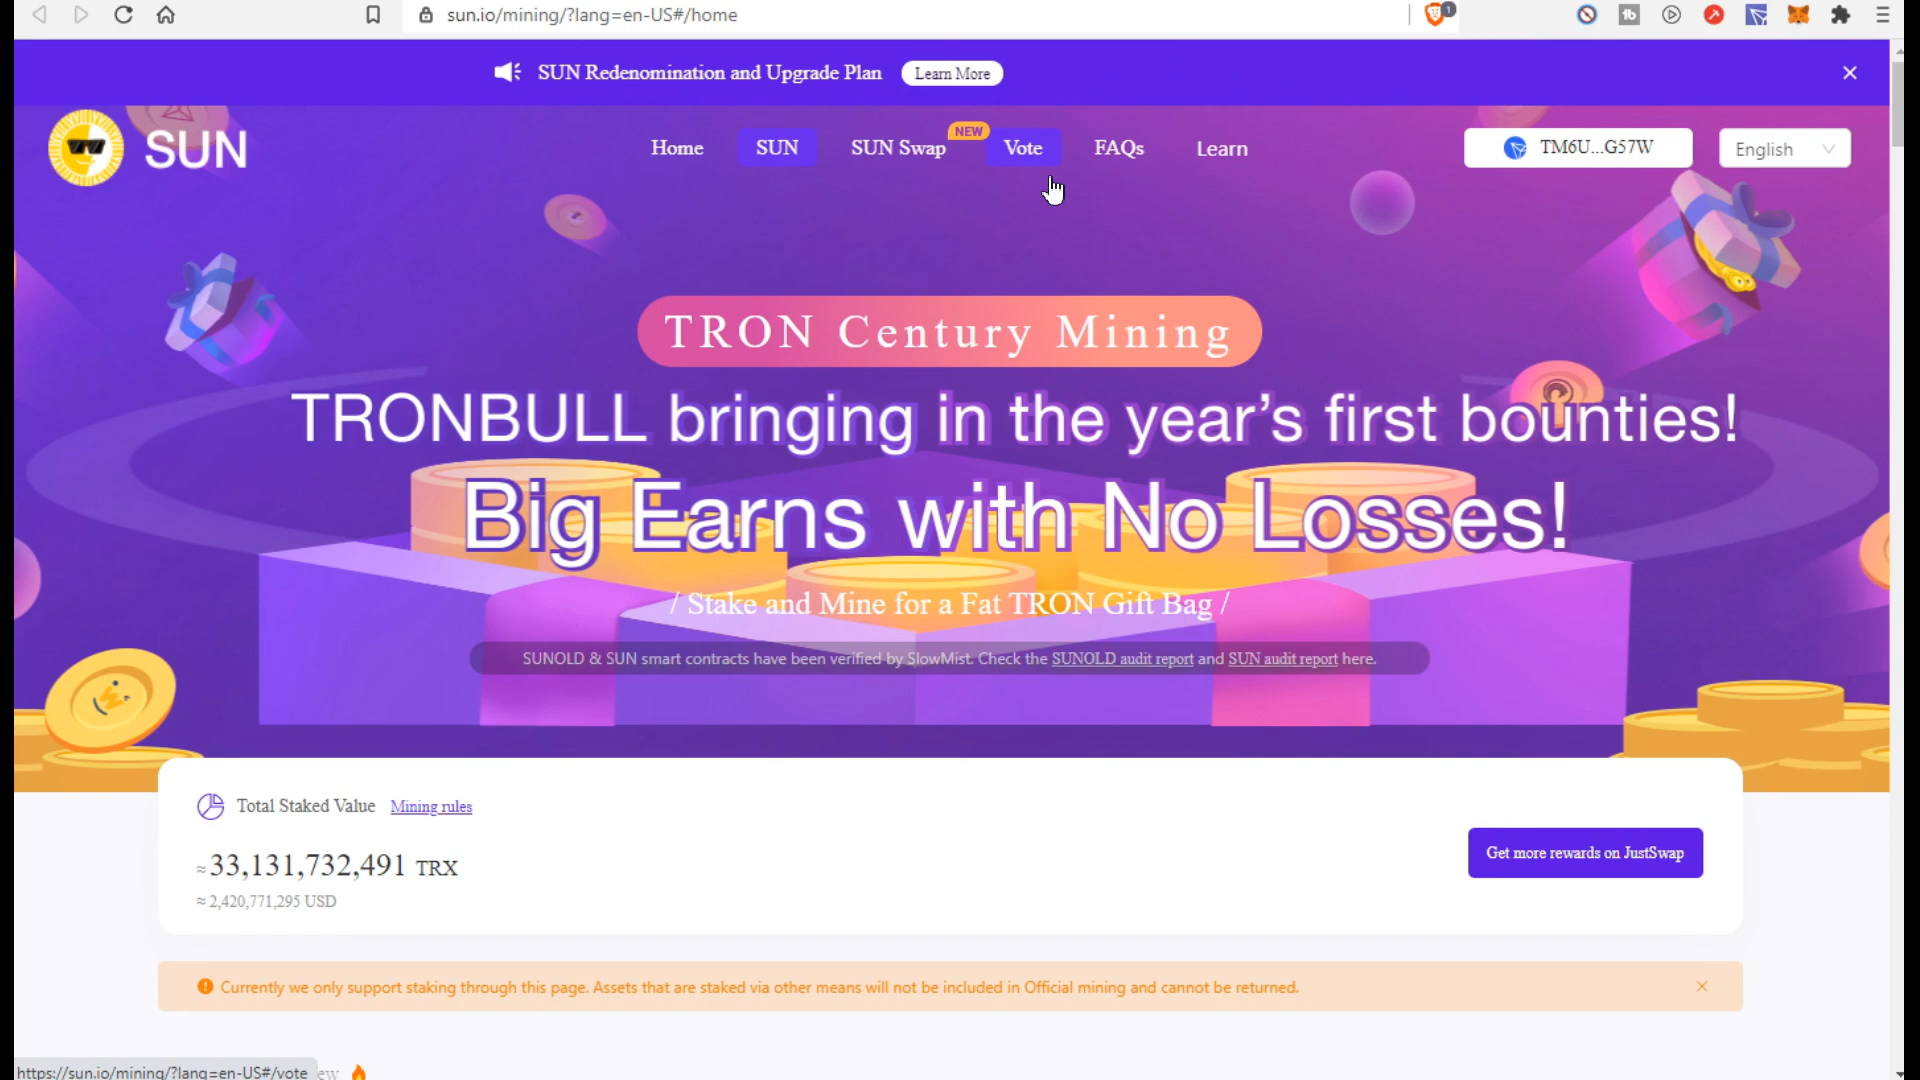 sun.io/mining/?lang=en-US#/home
1
SUN Redenomination and Upgrade Plan
Learn More
SUN
Home
SUN
SUN Swap
NEW
Vote
FAQs
Learn
TM6U...G57W
English
TRON Century Mining
TRONBULL bringing in the year's first bounties!
Big Earns with No Losses!
/ Stake and Mine for a Fat TRON Gift Bag /
SUNOLD & SUN smart contracts have been verified by SlowMist. Check the SUNOLD audit report and SUN audit report here.
Total Staked Value Mining rules
≈33,131,732,491 TRX
≈ 2,420,771,295 USD
Get more rewards on JustSwap
Currently we only support staking through this page. Assets that are staked via other means will not be included in Official mining and cannot be returned.
https://sun.io/mining/?lang=en-US#/vote